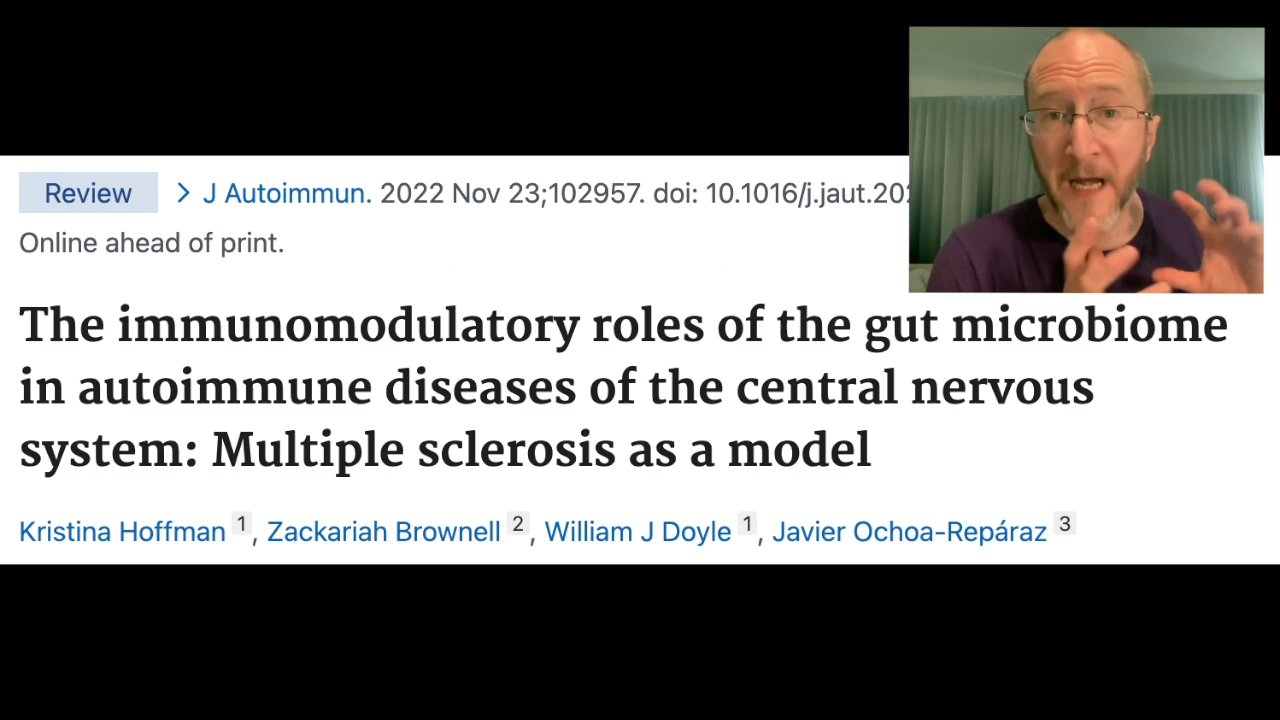 Review > J Autoimmun. 2022 Nov 23;102957. doi: 10.1016/j.jaut.20
Online ahead of print.
The immunomodulatory roles of the gut microbiome
in autoimmune diseases of the central nervous
system: Multiple sclerosis as a model
Kristina Hoffman 1, Zackariah Brownell 2, William J Doyle 1, Javier Ochoa-Repáraz 3